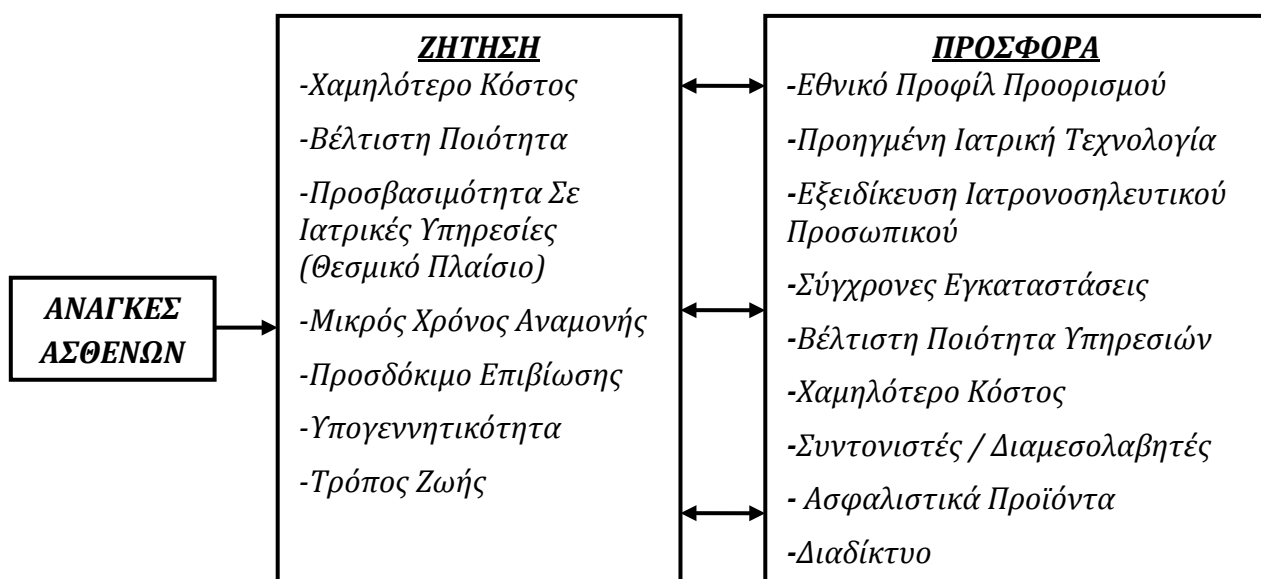 ΑΝΑΓΚΕΣ
ΑΣΘΕΝΩΝ
ΖΗΤΗΣΗ
-Χαμηλότερο Κόστος
-Βέλτιστη Ποιότητα
-Προσβασιμότητα Σε
Ιατρικές Υπηρεσίες
(Θεσμικό Πλαίσιο)
-Μικρός Χρόνος Αναμονής
-Προσδόκιμο Επιβίωσης
-Υπογεννητικότητα
-Τρόπος Ζωής
ΠΡΟΣΦΟΡΑ
-Εθνικό Προφίλ Προορισμού
-Προηγμένη Ιατρική Τεχνολογία
-Εξειδίκευση Ιατρονοσηλευτικού
Προσωπικού
-Σύγχρονες Εγκαταστάσεις
-Βέλτιστη Ποιότητα Υπηρεσιών
-Χαμηλότερο Κόστος
-Συντονιστές / Διαμεσολαβητές
- Ασφαλιστικά Προϊόντα
-Διαδίκτυο